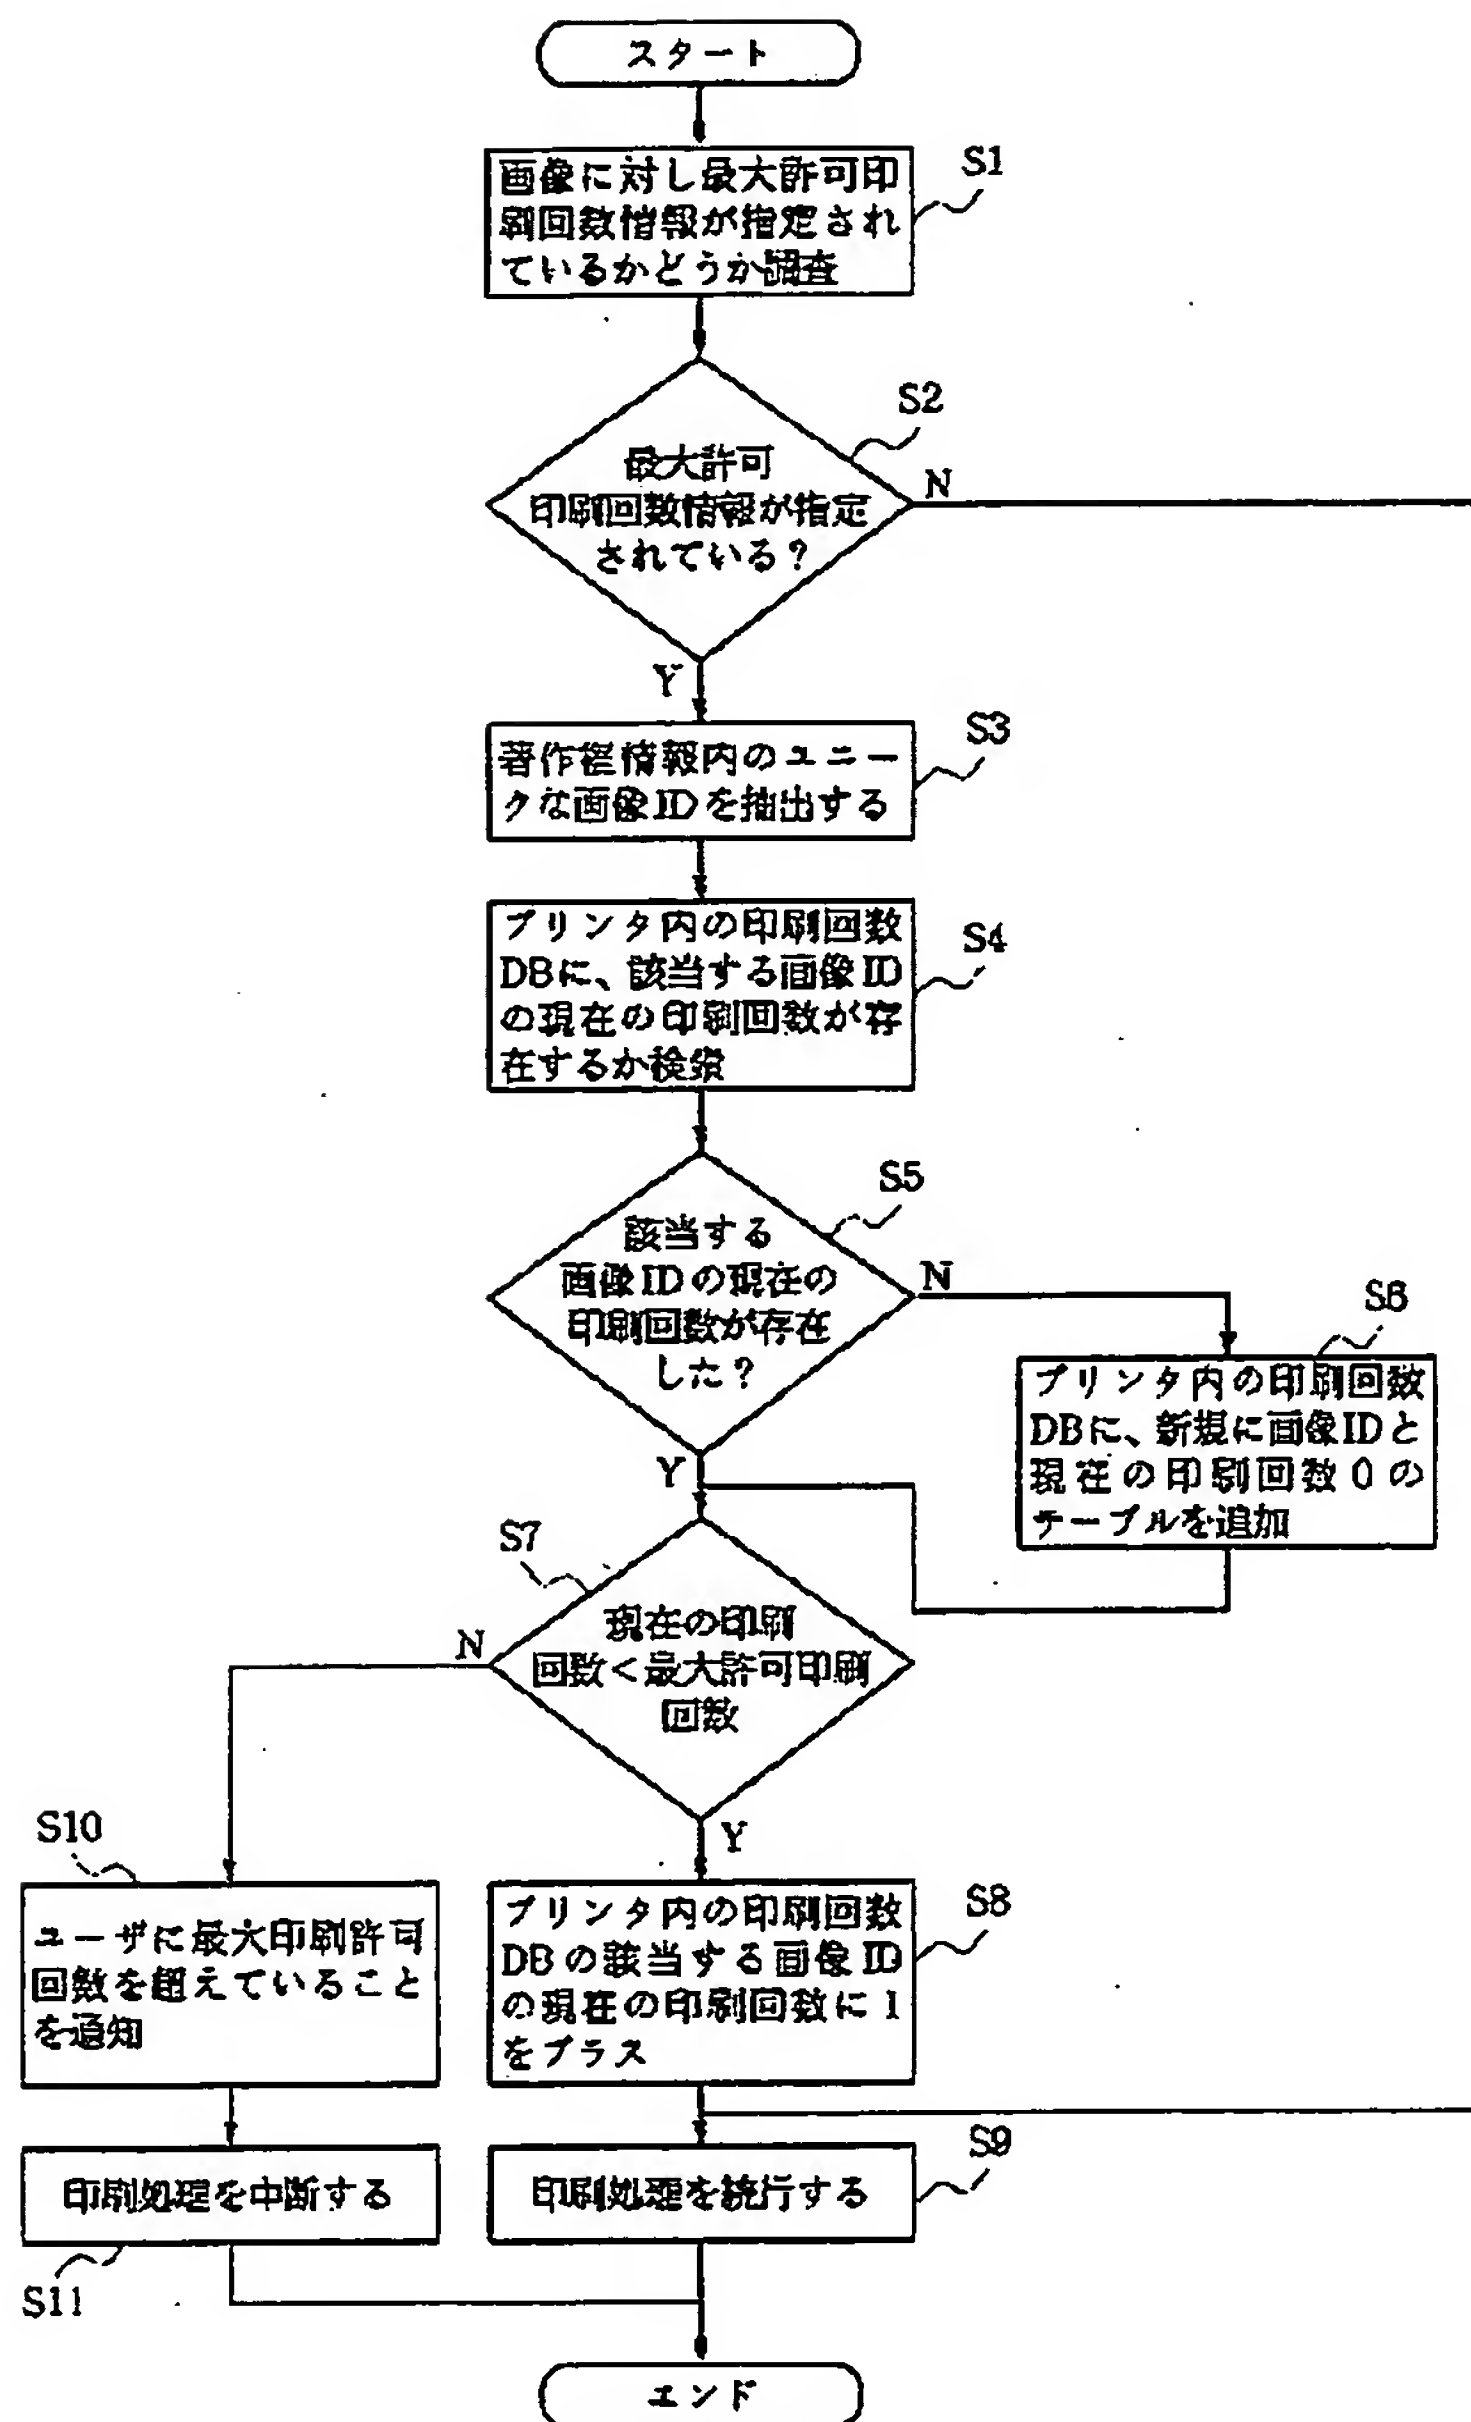 スタート
画像に対し最大許可印
刷回数情報が指定され
ているかどうか調査
S1
S2
最大許可
印刷回数情報が指定
されている?
N
Y
著作権情報内のユニー
クな画像IDを抽出する
S3
プリンタ内の印刷回数
DBに、該当する画像ID
の現在の印刷回数が存
在するか検索
S4
S5
該当する
画像IDの現在の
印刷回数が存在
した?
N
Y
S6
プリンタ内の印刷回数
DBに、新規に画像IDと
現在の印刷回数0の
テーブルを追加
S7
現在の印刷
回数<最大許可印刷
回数
N
Y
S10
ユーザに最大印刷許可
回数を超えていること
を通知
プリンタ内の印刷回数
DBの該当する画像ID
の現在の印刷回数に1
をプラス
S8
印刷処理を中断する
S11
印刷処理を続行する
S9
エンド